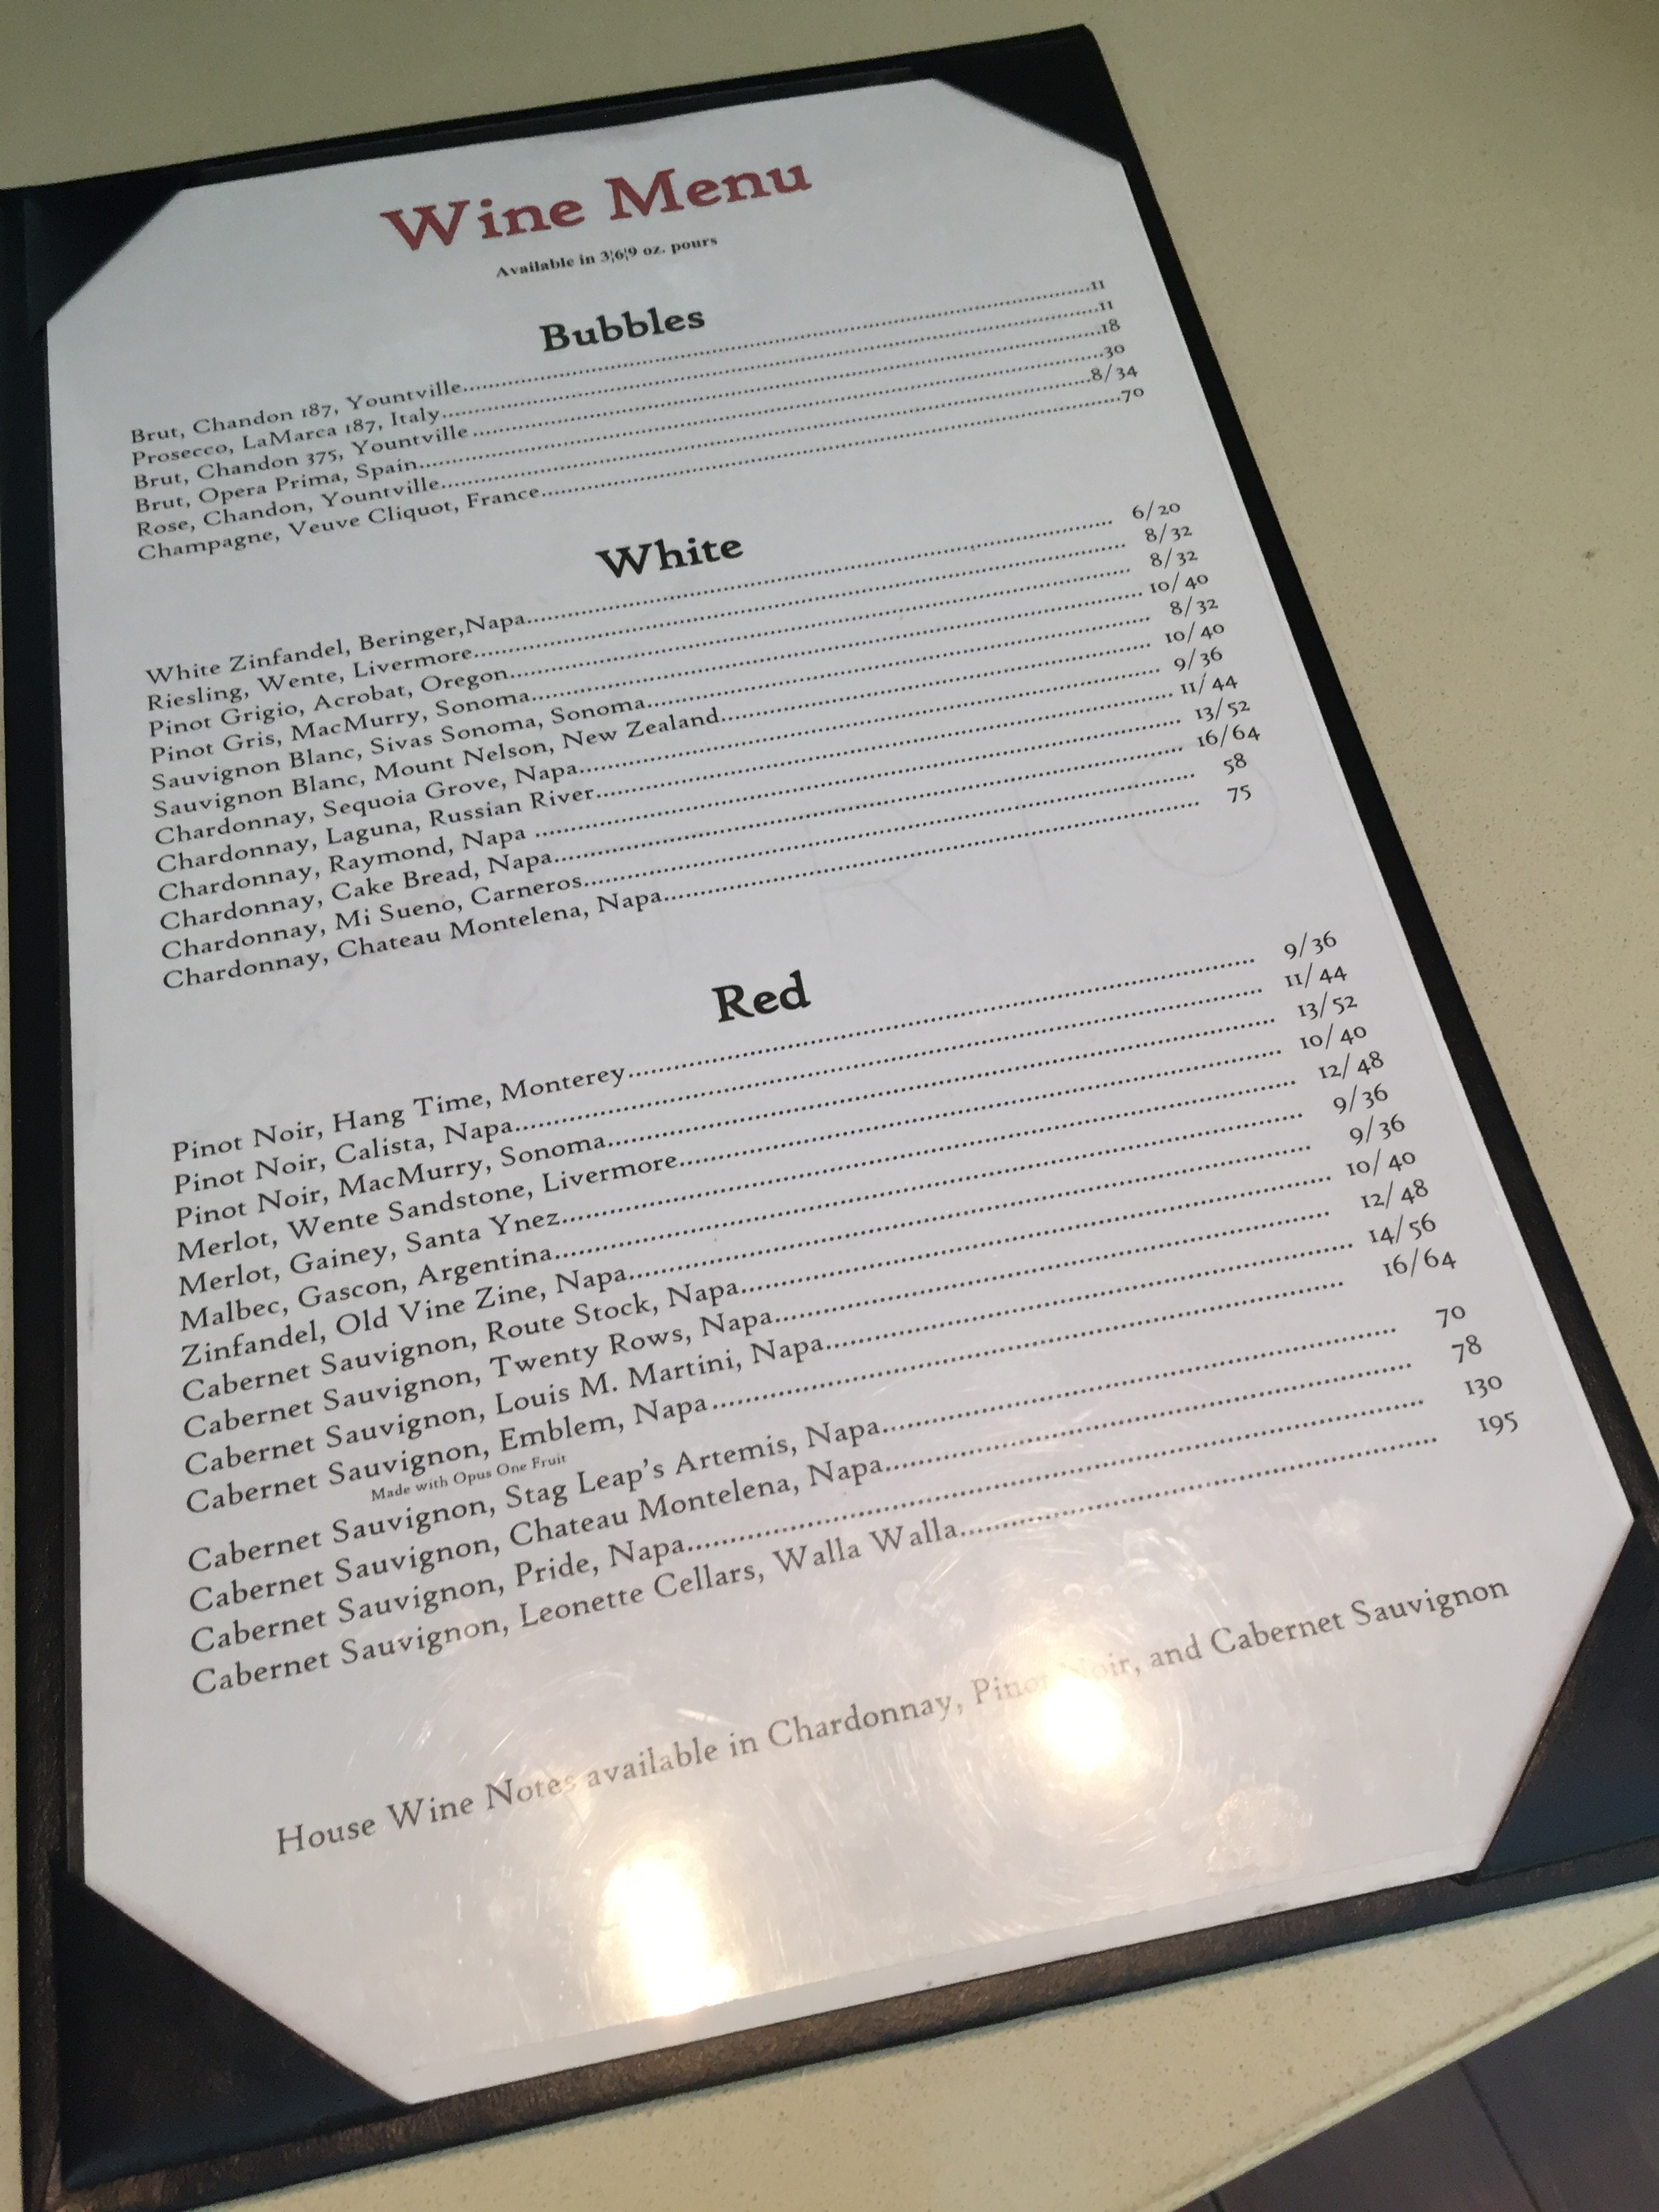 Wine Menu
Available in 3¦6¦9 oz. pours
Bubbles
Brut, Chandon 187, Yountville..........11
Prosecco, LaMarca 187, Italy..........11
Brut, Chandon 375, Yountville..........18
Brut, Opera Prima, Spain..........30
Rose, Chandon, Yountville..........8/34
Champagne, Veuve Cliquot, France..........70
White
White Zinfandel, Beringer,Napa.......... 6/20
Riesling, Wente, Livermore.......... 8/32
Pinot Grigio, Acrobat, Oregon.......... 8/32
Pinot Gris, MacMurry, Sonoma.......... 10/40
Sauvignon Blanc, Sivas Sonoma, Sonoma.......... 8/32
Sauvignon Blanc, Mount Nelson, New Zealand.......... 10/40
Chardonnay, Sequoia Grove, Napa.......... 9/36
Chardonnay, Laguna, Russian River.......... 11/44
Chardonnay, Raymond, Napa .......... 13/52
Chardonnay, Cake Bread, Napa.......... 16/64
Chardonnay, Mi Sueno, Carneros.......... 58
Chardonnay, Chateau Montelena, Napa.......... 75
Red
Pinot Noir, Hang Time, Monterey.......... 9/36
Pinot Noir, Calista, Napa.......... 11/44
Pinot Noir, MacMurry, Sonoma.......... 13/52
Merlot, Wente Sandstone, Livermore.......... 10/40
Merlot, Gainey, Santa Ynez.......... 12/48
Malbec, Gascon, Argentina.......... 9/36
Zinfandel, Old Vine Zine, Napa.......... 9/36
Cabernet Sauvignon, Route Stock, Napa.......... 10/40
Cabernet Sauvignon, Twenty Rows, Napa.......... 12/48
Cabernet Sauvignon, Louis M. Martini, Napa.......... 14/56
Cabernet Sauvignon, Emblem, Napa.......... 16/64
Made with Opus One Fruit
Cabernet Sauvignon, Stag Leap's Artemis, Napa.......... 70
Cabernet Sauvignon, Chateau Montelena, Napa.......... 78
Cabernet Sauvignon, Pride, Napa.......... 130
Cabernet Sauvignon, Leonette Cellars, Walla Walla.......... 195
House Wine Notes available in Chardonnay, Pinot Noir, and Cabernet Sauvignon